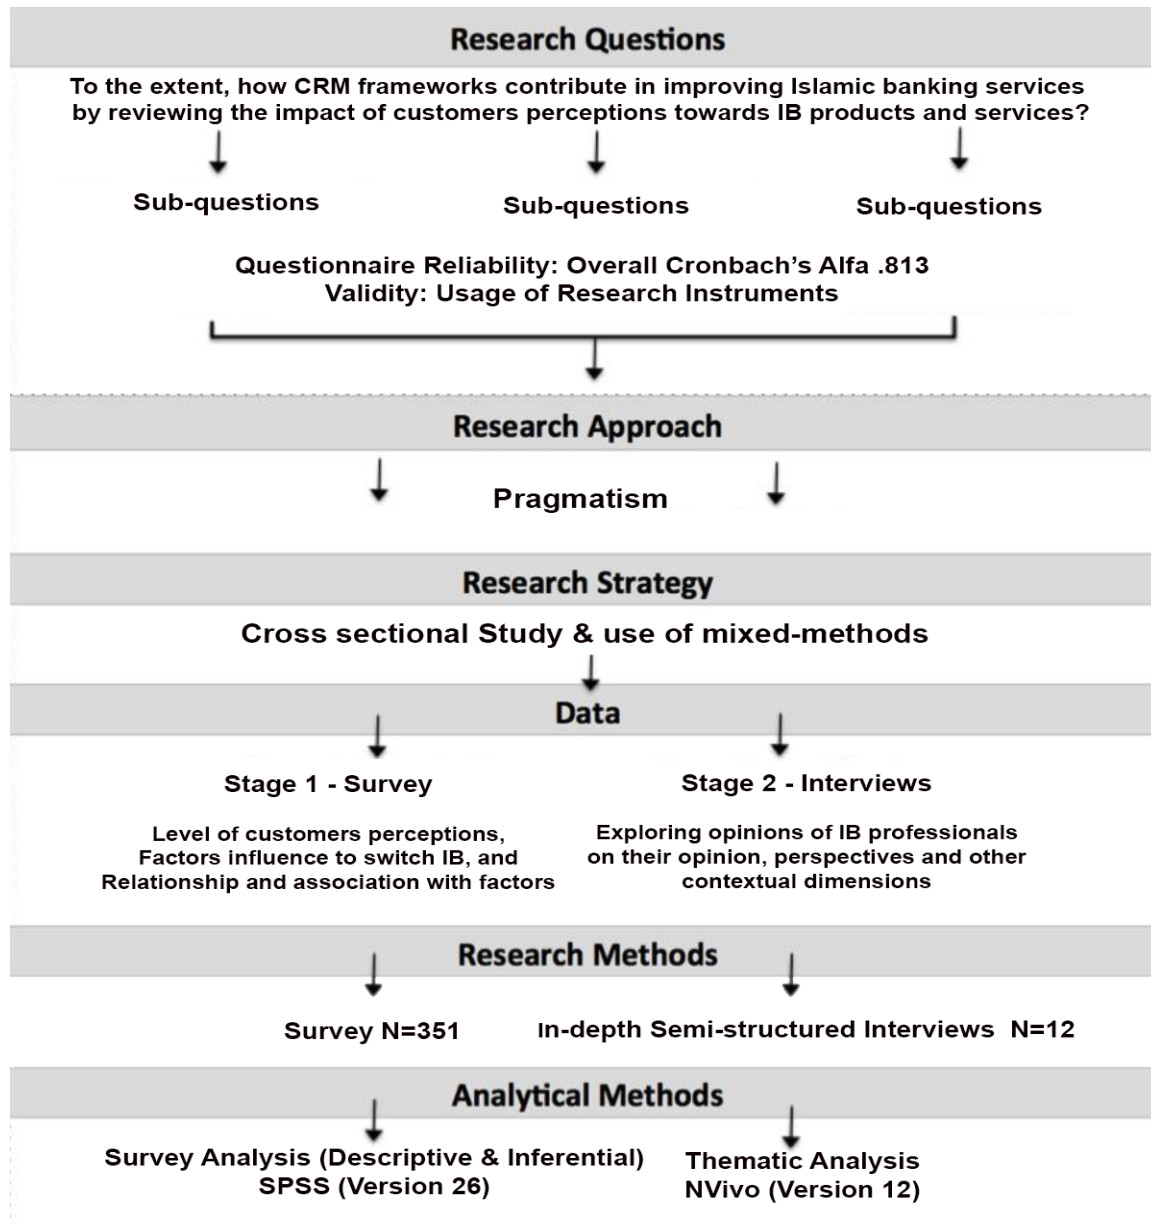 Research Questions
To the extent, how CRM frameworks contribute in improving Islamic banking services
by reviewing the impact of customers perceptions towards IB products and services?
Sub-questions
Sub-questions
Sub-questions
Questionnaire Reliability: Overall Cronbach's Alfa .813
Validity: Usage of Research Instruments
Research Approach
Pragmatism
Research Strategy
Cross sectional Study & use of mixed-methods
Data
Stage 1 - Survey
Level of customers perceptions,
Factors influence to switch IB, and
Relationship and association with factors
Stage 2 - Interviews
Exploring opinions of IB professionals
on their opinion, perspectives and other
contextual dimensions
Research Methods
Survey N=351
In-depth Semi-structured Interviews N=12
Analytical Methods
Survey Analysis (Descriptive & Inferential)
SPSS (Version 26)
Thematic Analysis
NVivo (Version 12)